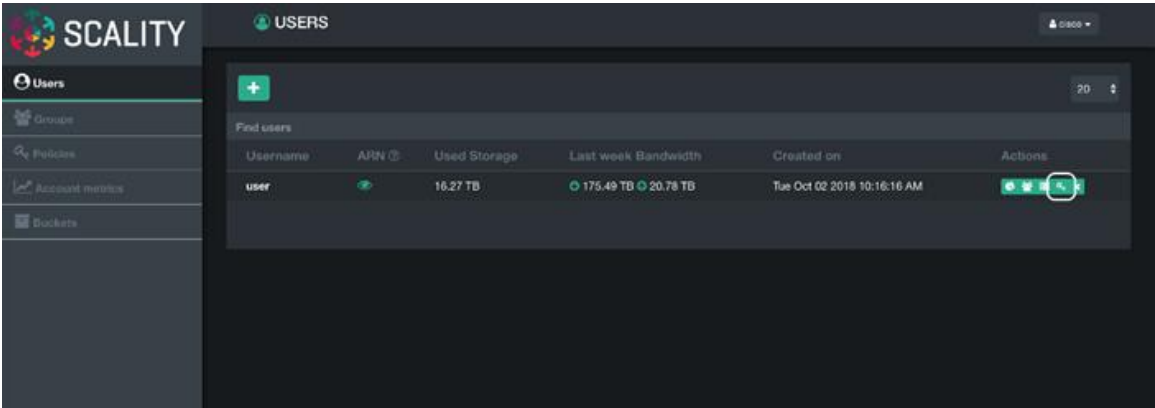 SCALITY
USERS
cisco
Users
Groups
Policies
Account metrics
Buckets
20
Find users
Username ARN Used Storage Last week Bandwidth Created on Actions
user 16.27 TB 175.49 TB 20.78 TB Tue Oct 02 2018 10:16:16 AM